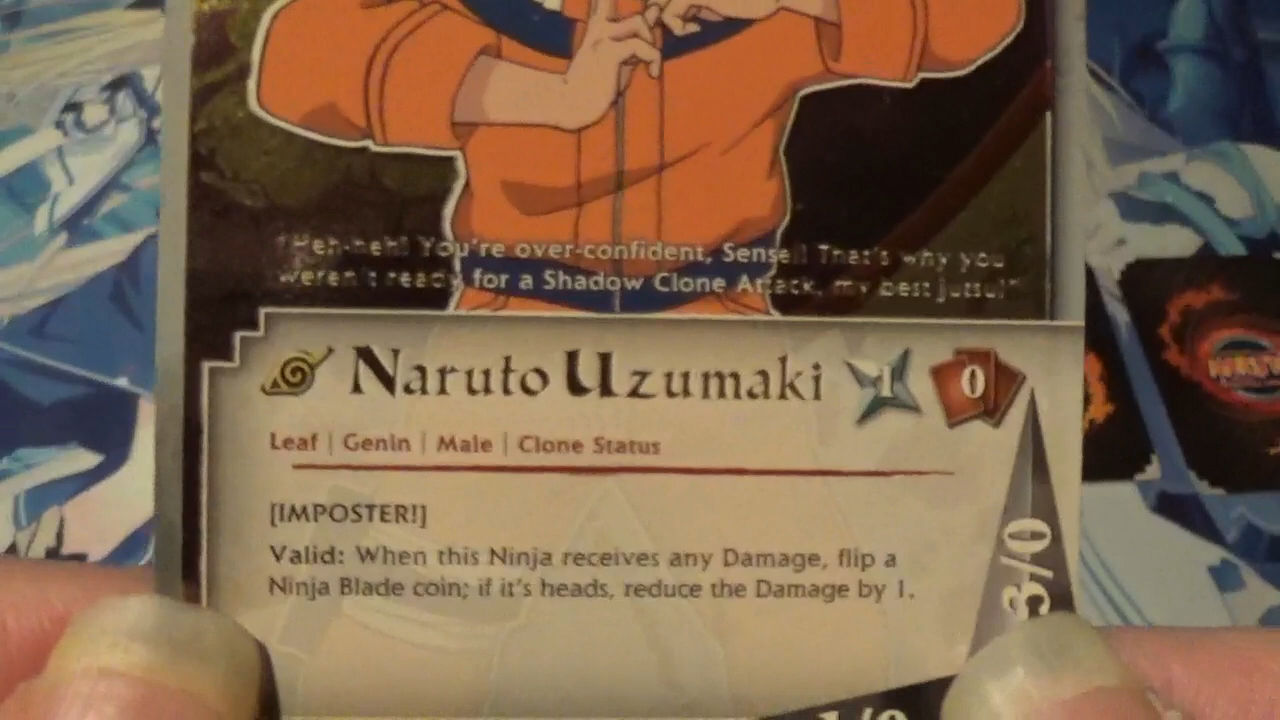 "Heh-heh! You're over-confident, Sensei! That's why you
weren't ready for a Shadow Clone Attack, my best jutsu!"
Naruto Uzumaki 1 0
Leaf | Genin | Male | Clone Status
[IMPOSTER!]
Valid: When this Ninja receives any Damage, flip a
Ninja Blade coin; if it's heads, reduce the Damage by 1.
3/0